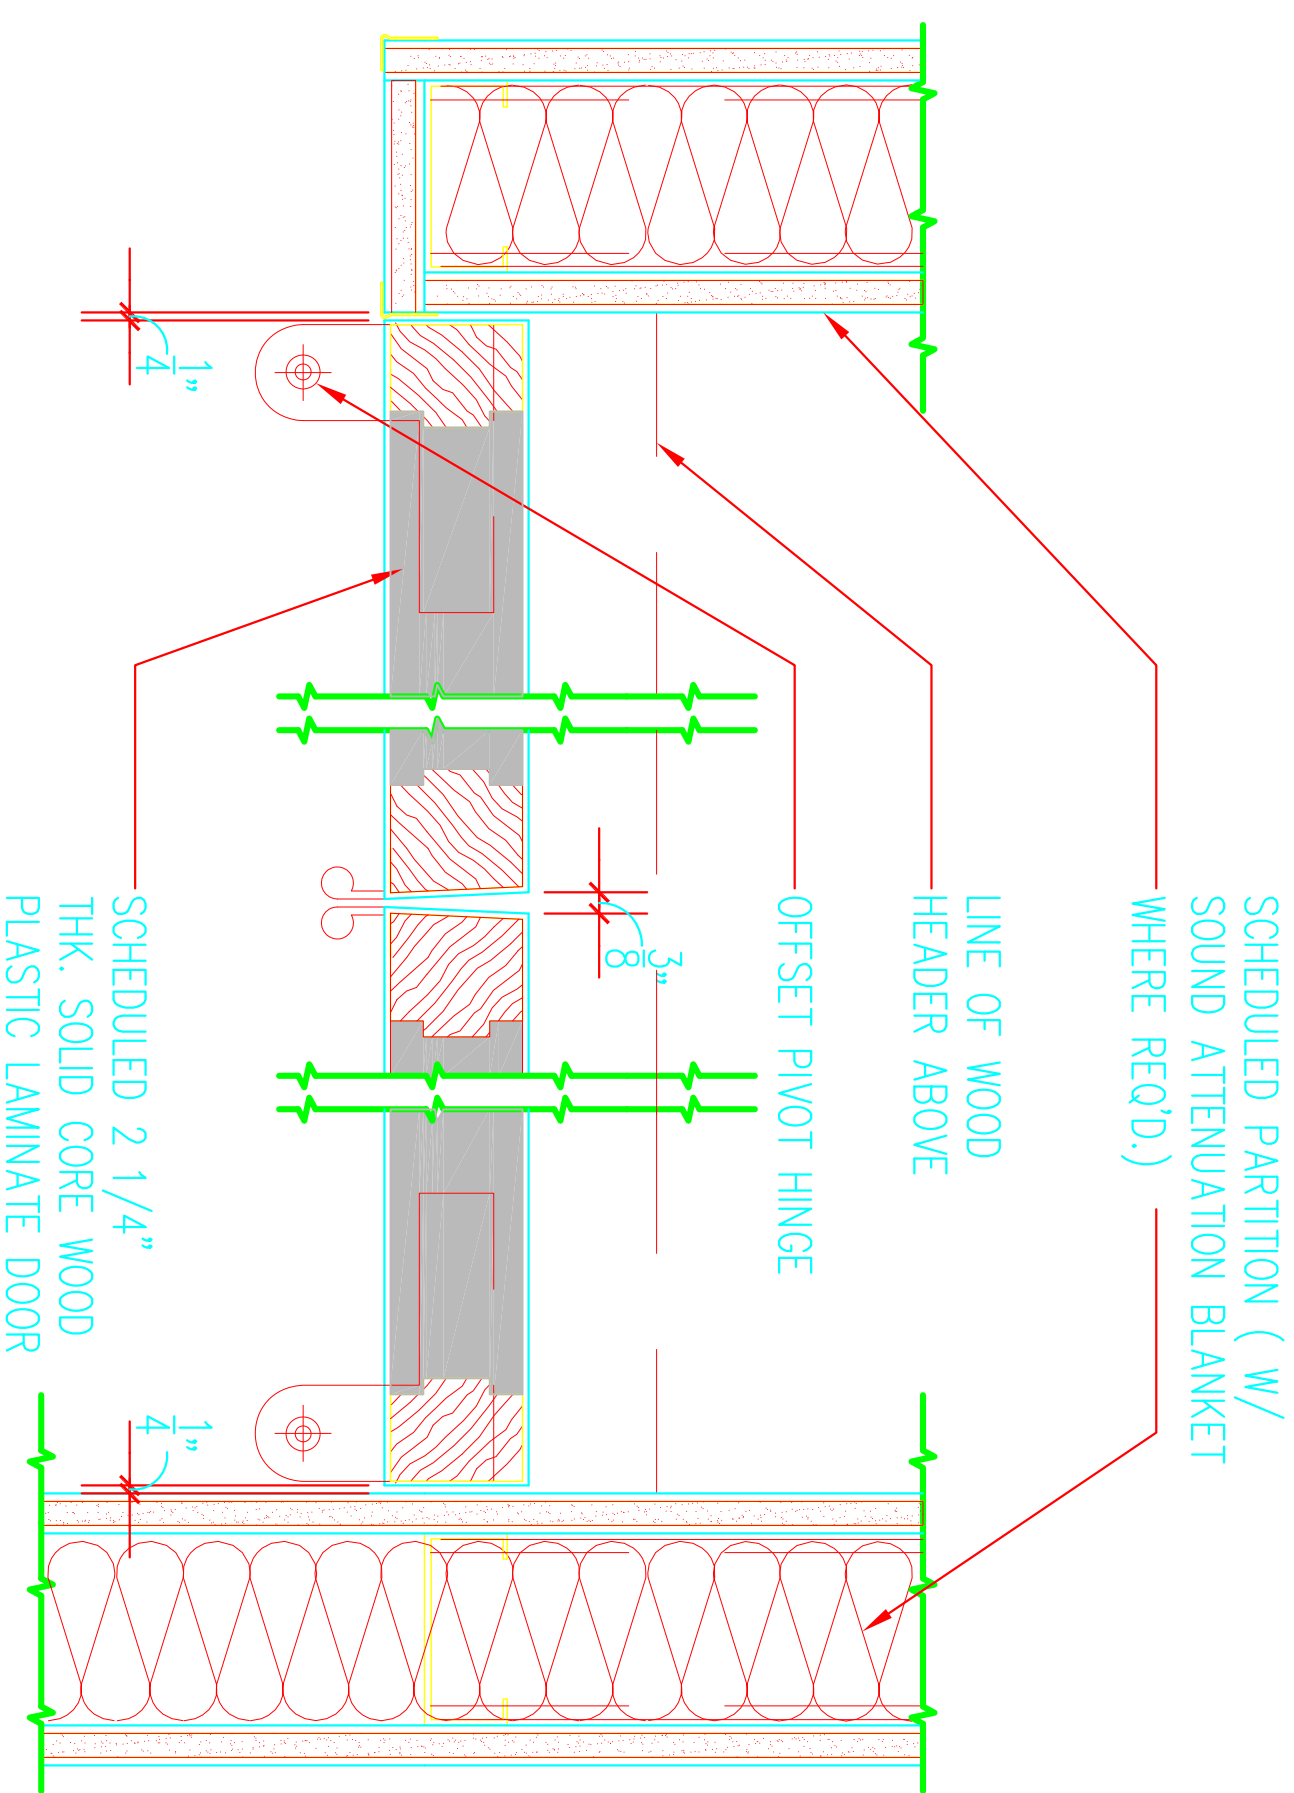 SCHEDULED PARTITION ( W/
SOUND ATTENUATION BLANKET
WHERE REQ'D.)
LINE OF WOOD
HEADER ABOVE
OFFSET PIVOT HINGE
SCHEDULED 2 1/4"
THK. SOLID CORE WOOD
PLASTIC LAMINATE DOOR
1/4"
3/8"
1/4"